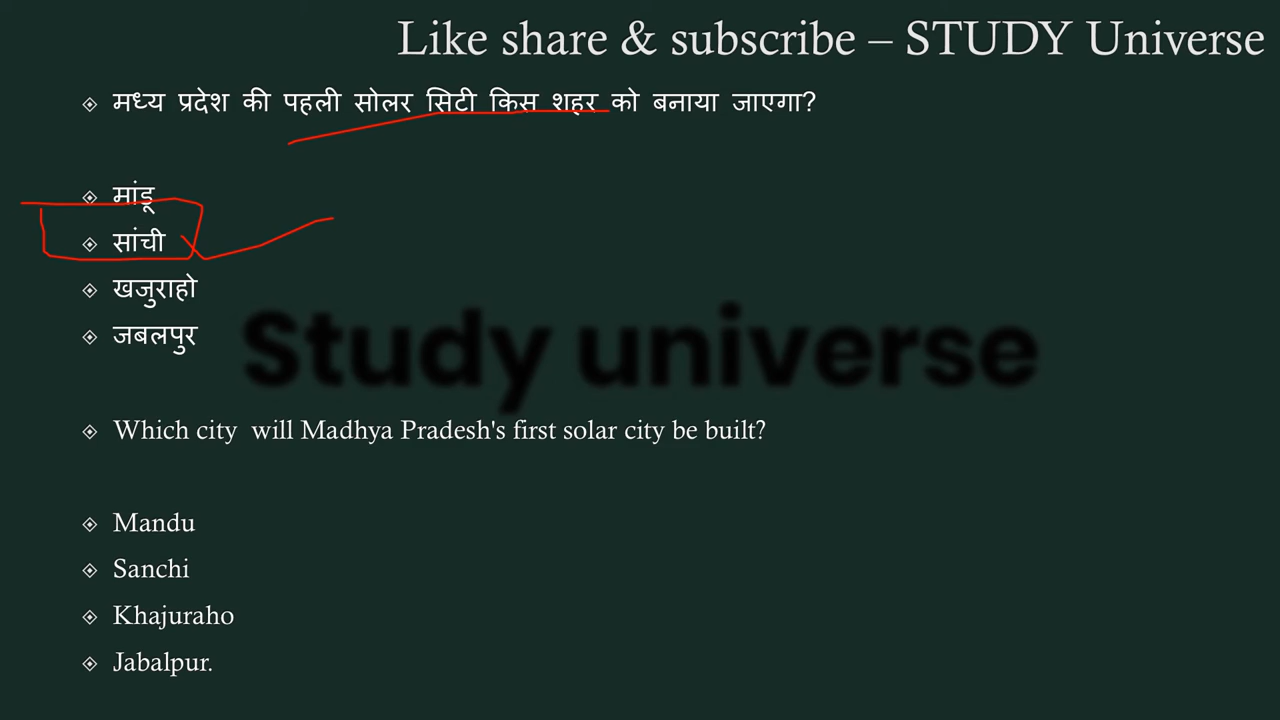 Like share & subscribe – STUDY Universe
मध्य प्रदेश की पहली सोलर सिटी किस शहर को बनाया जाएगा?
मांडू
सांची
खजुराहो
जबलपुर
Study universe
Which city will Madhya Pradesh's first solar city be built?
Mandu
Sanchi
Khajuraho
Jabalpur.